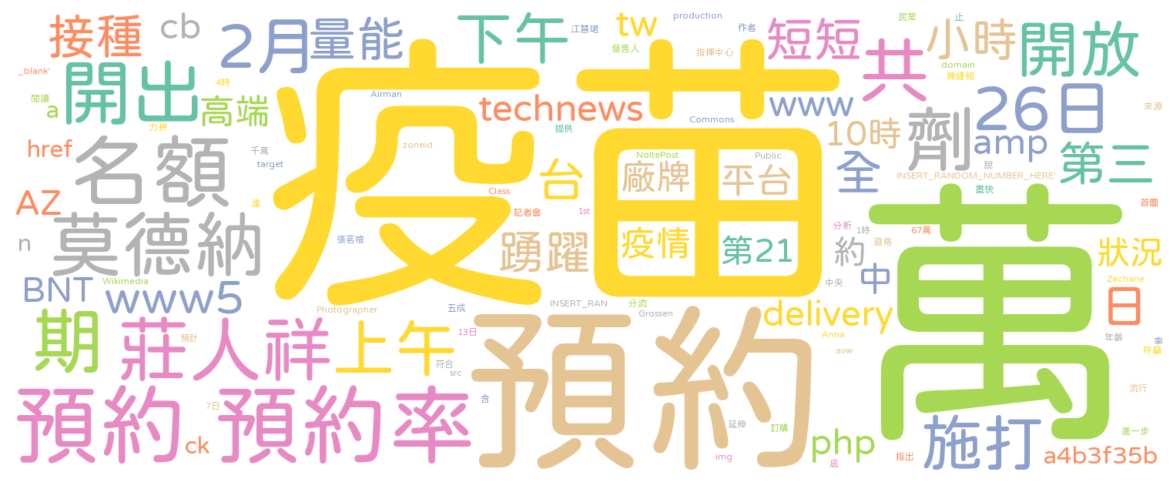 接種
cb
2月
量能
下午
tw
production
作者
短短
共
民眾
止
小時
開放
江慧珺
發言人
指揮中心
domain
陳建翰
_blank'
開出
4時
閱讀
a
高端
Airman
technews
www
疫苗
萬
26日
來源
力拼
提供
Commons
10時
劑
amp
第三
href
名額
千萬
target
zoneid
NoltePost
Public
全
說
INSERT_RANDOM_NUMBER_HERE'
盡快
AZ
達
Class
台
廠牌
平台
首圖
莫德納
記者會
1st
疫情
第21
分析
1時
67萬
n
張茗喧
踴躍
約
資格
狀況
BNT
Wikimedia
www5
中央
中
Zachane
日
Photographer
INSERT_RAN
分流
五成
Grossen
delivery
期
莊人祥
預計
上午
13日
預約
Anna
avw
年齡
率
呼籲
符合
src
流行
預約
7日
預約率
含
延伸
訂購
施打
進一步
ck
img
php
底
指出
a4b3f35b